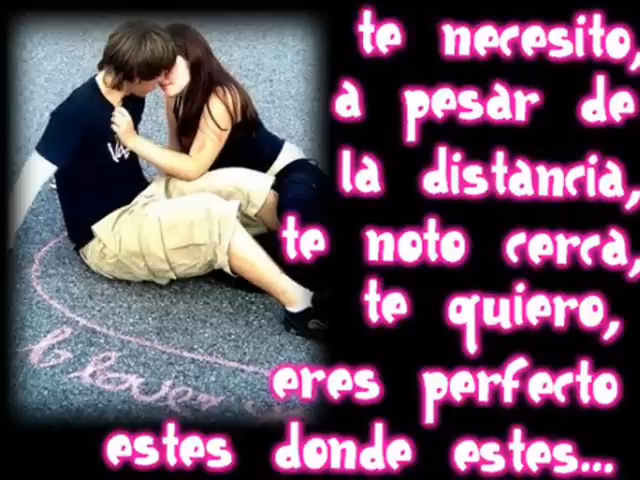 te necesito,
a pesar de
la distancia,
te noto cerca,
te quiero,
eres perfecto
estes donde estes...